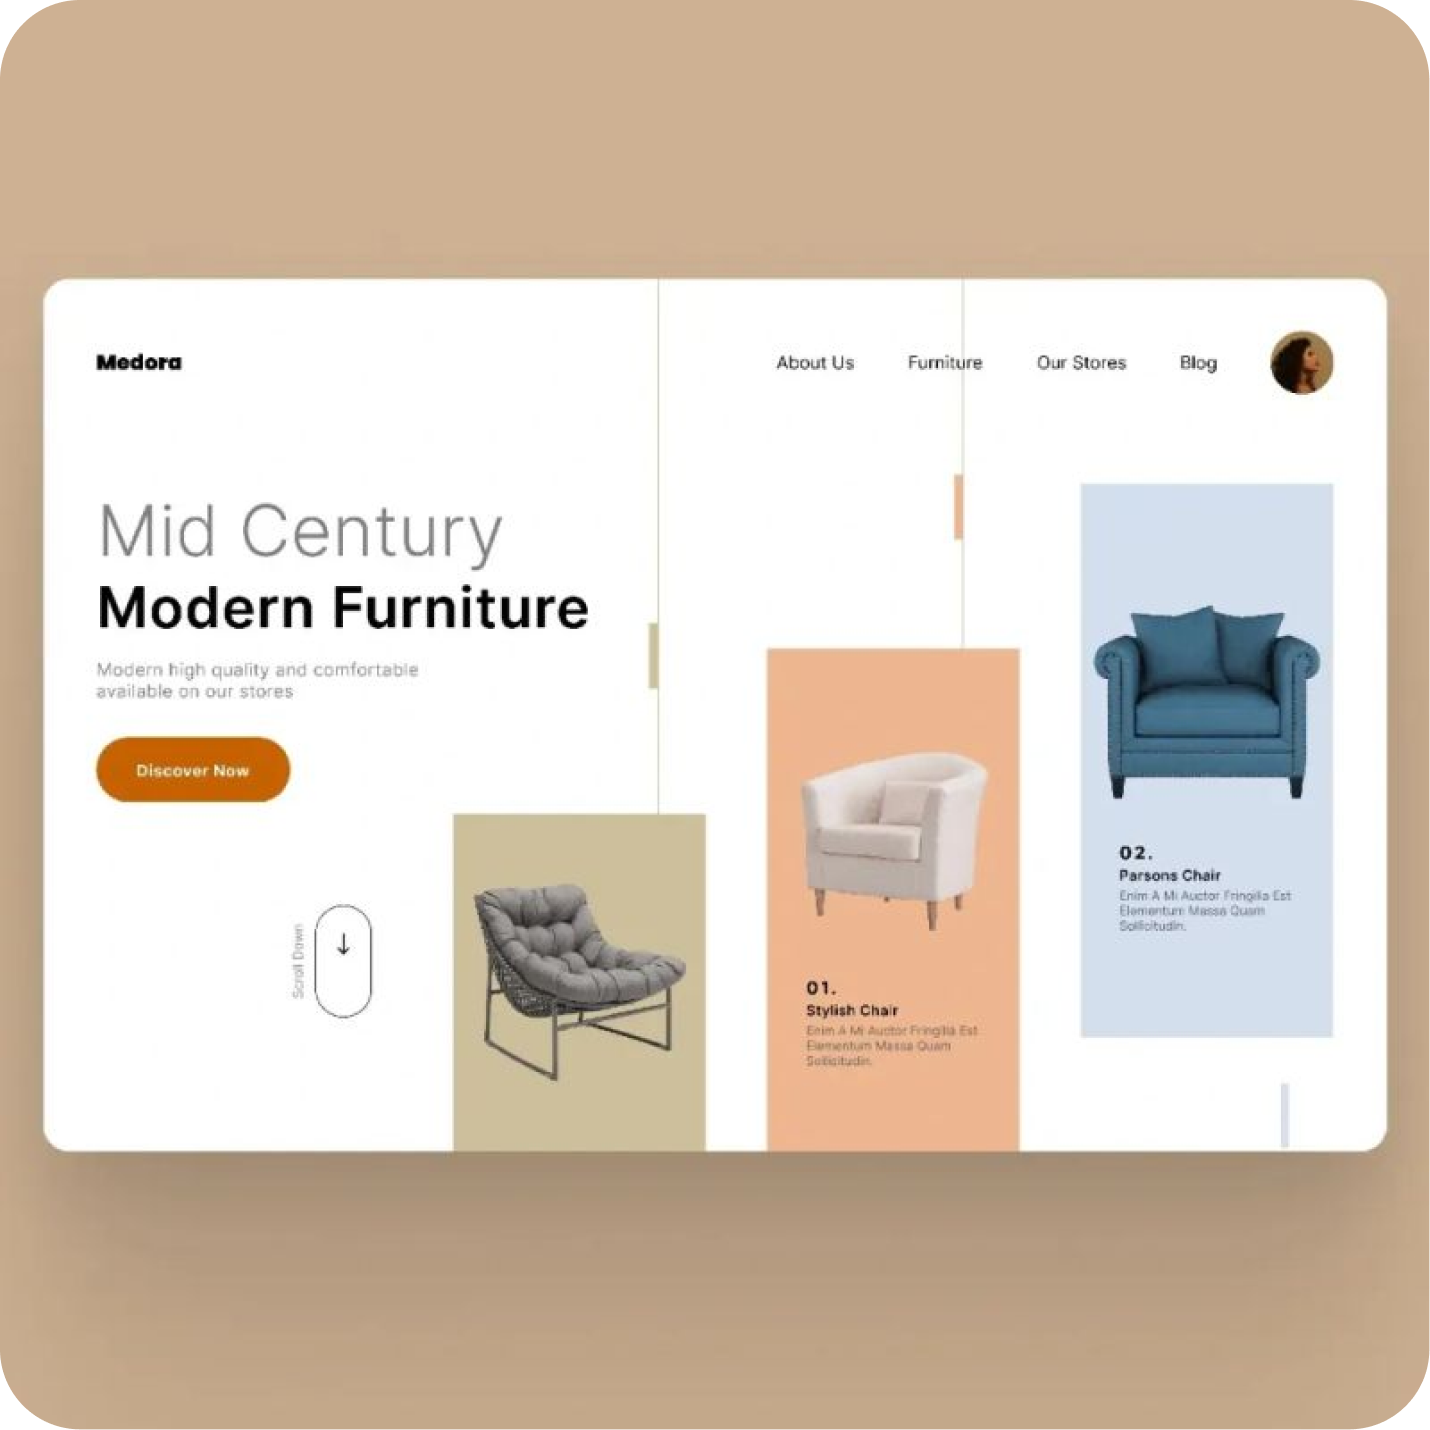 Medora
About Us
Furniture
Our Stores
Blog
Mid Century
Modern Furniture
Modern high quality and comfortable
available on our stores
Discover Now
Scroll Down
01.
Stylish Chair
Enim A Mi Auctor Fringilla Est
Elementum Massa Quam
Sollicitudin.
02.
Parsons Chair
Enim A Mi Auctor Fringilla Est
Elementum Massa Quam
Sollicitudin.